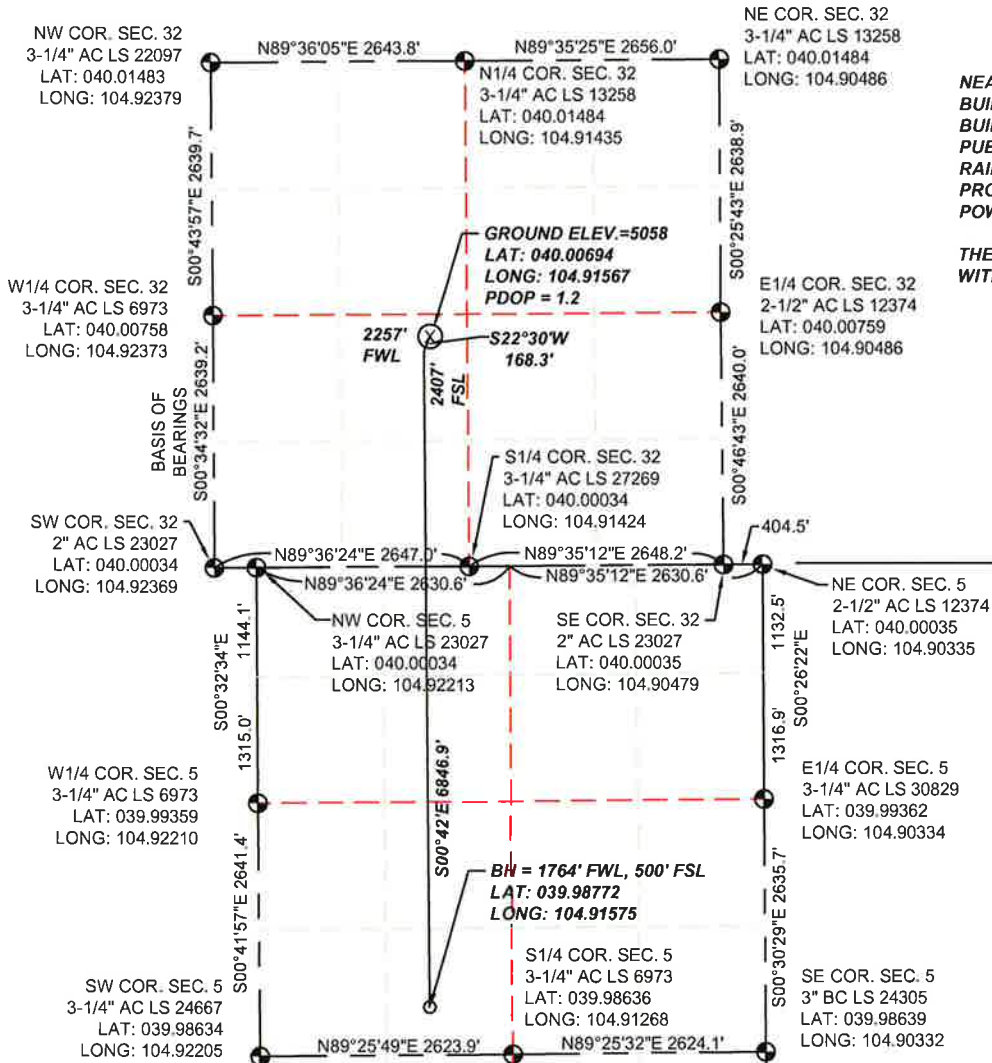 NW COR. SEC. 32
3-1/4" AC LS 22097
LAT: 040.01483
LONG: 104.92379
N89°36'05"E 2643.8'
N89°35'25"E 2656.0'
NE COR. SEC. 32
3-1/4" AC LS 13258
LAT: 040.01484
LONG: 104.90486
N1/4 COR. SEC. 32
3-1/4" AC LS 13258
LAT: 040.01484
LONG: 104.91435
S00°43'57"E 2639.7'
S00°25'43"E 2638.9'
GROUND ELEV.=5058
LAT: 040.00694
LONG: 104.91567
PDOP = 1.2
W1/4 COR. SEC. 32
3-1/4" AC LS 6973
LAT: 040.00758
LONG: 104.92373
E1/4 COR. SEC. 32
2-1/2" AC LS 12374
LAT: 040.00759
LONG: 104.90486
2257'
FWL
S22°30'W
168.3'
2407'
FSL
BASIS OF
BEARINGS
S00°34'32"E 2639.2'
S00°46'43"E 2640.0'
S1/4 COR. SEC. 32
3-1/4" AC LS 27269
LAT: 040.00034
LONG: 104.91424
SW COR. SEC. 32
2" AC LS 23027
LAT: 040.00034
LONG: 104.92369
404.5'
N89°36'24"E 2647.0'
N89°35'12"E 2648.2'
N89°36'24"E 2630.6'
N89°35'12"E 2630.6'
NW COR. SEC. 5
3-1/4" AC LS 23027
LAT: 040.00034
LONG: 104.92213
SE COR. SEC. 32
2" AC LS 23027
LAT: 040.00035
LONG: 104.90479
NE COR. SEC. 5
2-1/2" AC LS 12374
LAT: 040.00035
LONG: 104.90335
S00°32'34"E
1144.1'
1315.0'
1132.5'
S00°26'22"E
1316.9'
W1/4 COR. SEC. 5
3-1/4" AC LS 6973
LAT: 039.99359
LONG: 104.92210
E1/4 COR. SEC. 5
3-1/4" AC LS 30829
LAT: 039.99362
LONG: 104.90334
S00°42'E 6846.9'
BH = 1764' FWL, 500' FSL
LAT: 039.98772
LONG: 104.91575
S00°41'57"E 2641.4'
S00°30'29"E 2635.7'
SW COR. SEC. 5
3-1/4" AC LS 24667
LAT: 039.98634
LONG: 104.92205
S1/4 COR. SEC. 5
3-1/4" AC LS 6973
LAT: 039.98636
LONG: 104.91268
SE COR. SEC. 5
3" BC LS 24305
LAT: 039.98639
LONG: 104.90332
N89°25'49"E 2623.9'
N89°25'32"E 2624.1'
NEA
BUI
BUI
PUE
RAI
PRO
POW
THE
WIT